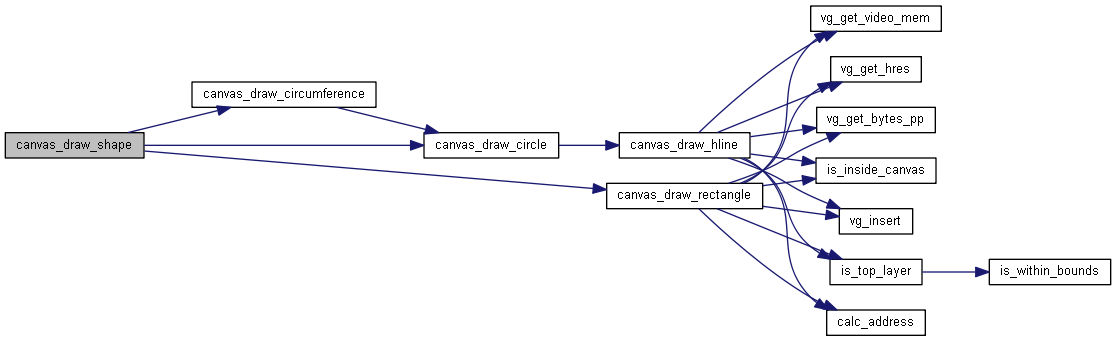 canvas_draw_shape
canvas_draw_circumference
canvas_draw_circle
canvas_draw_hline
canvas_draw_rectangle
vg_get_video_mem
vg_get_hres
vg_get_bytes_pp
is_inside_canvas
vg_insert
is_top_layer
calc_address
is_within_bounds